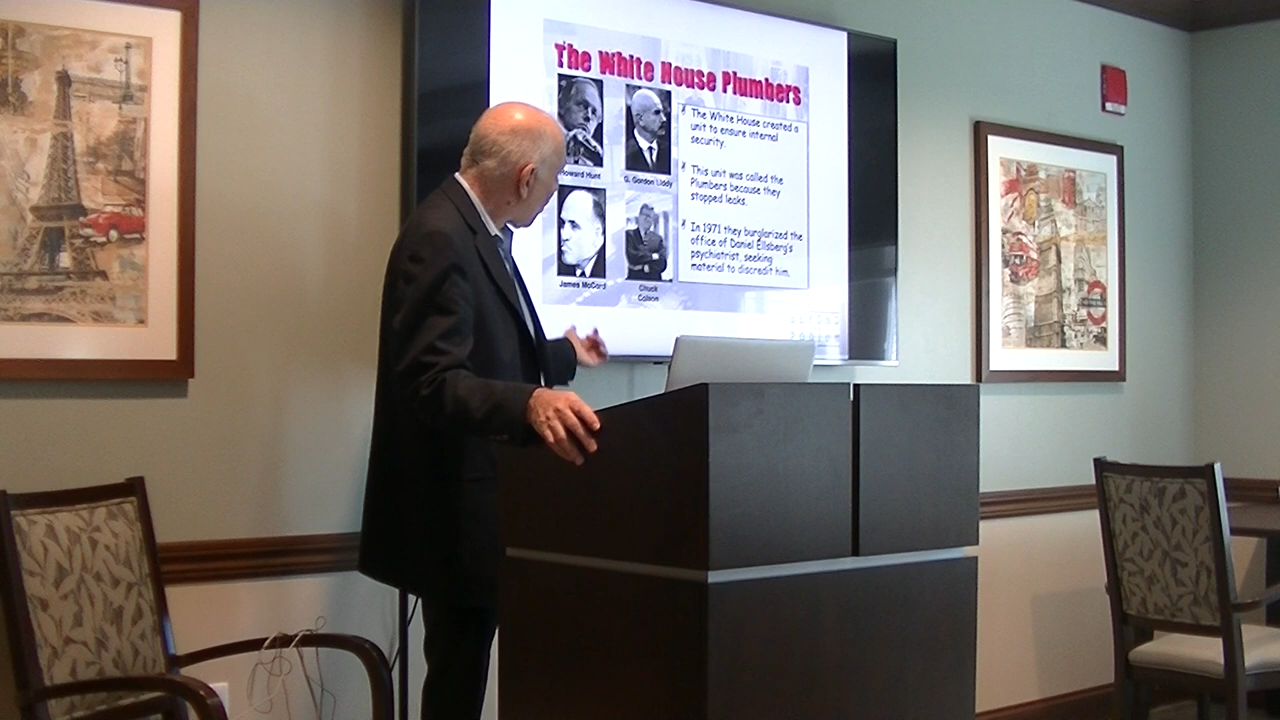 The White House Plumbers
Howard Hunt
G. Gordon Liddy
James McCord
Chuck
Colson
The White House created a
unit to ensure internal
security.
This unit was called the
Plumbers because they
stopped leaks.
In 1971 they burglarized the
office of Daniel Ellsberg's
psychiatrist, seeking
material to discredit him.